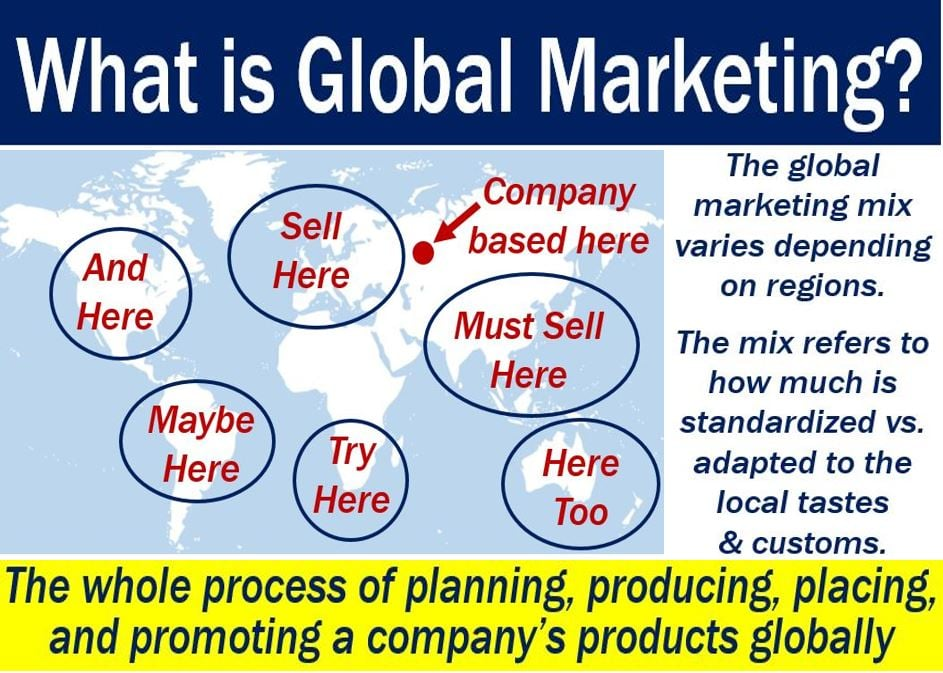 What is Global Marketing?
Company
based here
Sell
Here
And
Here
Must Sell
Here
Maybe
Here
Try
Here
Here
Too
The global
marketing mix
varies depending
on regions.
The mix refers to
how much is
standardized vs.
adapted to the
local tastes
& customs.
The whole process of planning, producing, placing,
and promoting a company's products globally